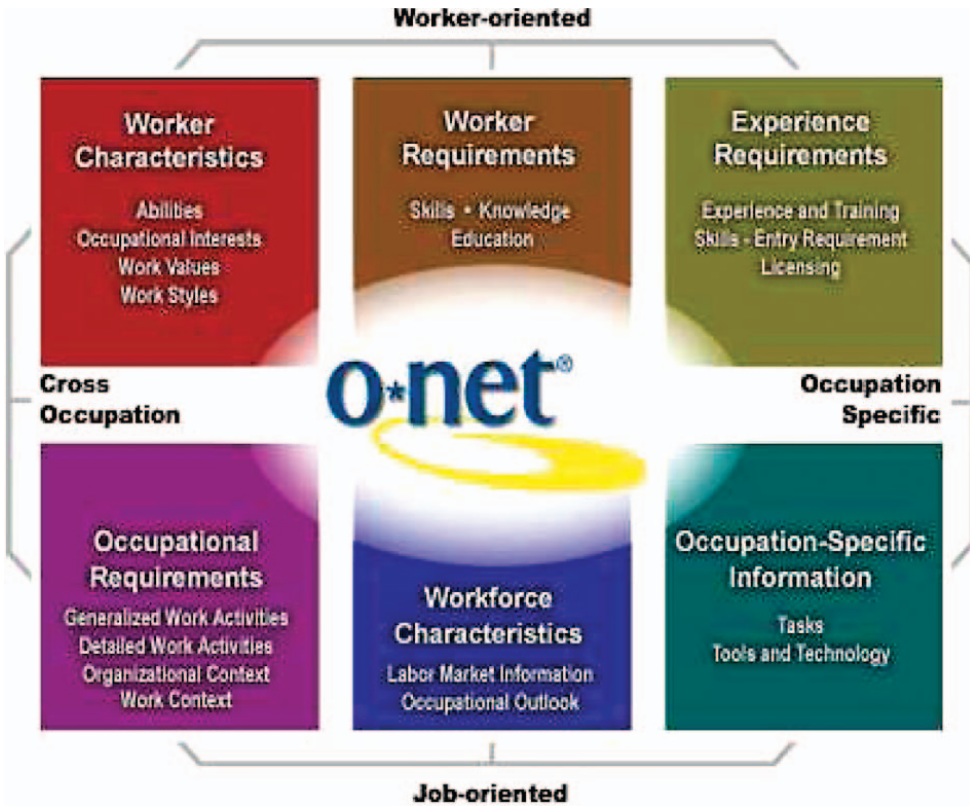 Worker-oriented
Worker
Characteristics
Abilities
Occupational Interests
Work Values
Work Styles
Worker
Requirements
Skills • Knowledge
Education
Experience
Requirements
Experience and Training
Skills - Entry Requirement
Licensing
Cross
Occupation
o*net®
Occupation
Specific
Occupational
Requirements
Generalized Work Activities
Detailed Work Activities
Organizational Context
Work Context
Workforce
Characteristics
Labor Market Information
Occupational Outlook
Occupation-Specific
Information
Tasks
Tools and Technology
Job-oriented